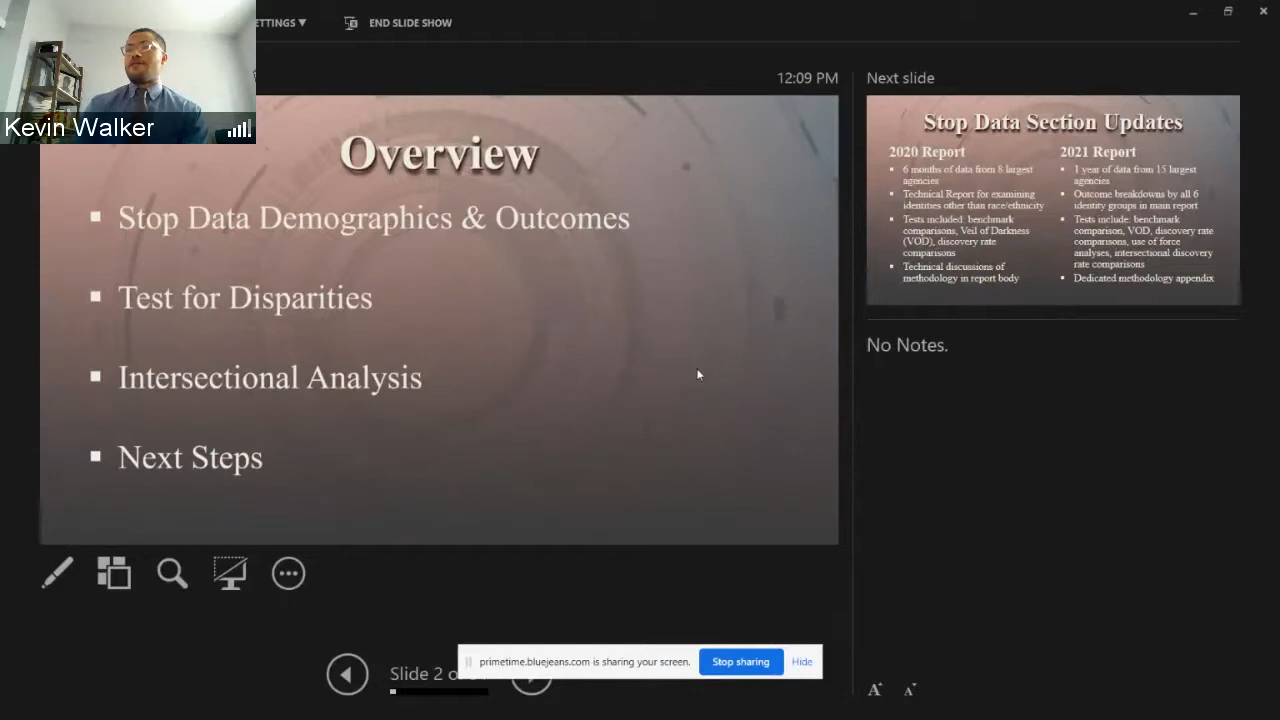 ETTINGS ▼
END SLIDE SHOW
Kevin Walker
12:09 PM
Overview
▪ Stop Data Demographics & Outcomes
▪ Test for Disparities
▪ Intersectional Analysis
▪ Next Steps
Next slide
Stop Data Section Updates
2020 Report
▪ 6 months of data from 8 largest
agencies
▪ Technical Report for examining
identities other than race/ethnicity
▪ Tests included: benchmark
comparisons, Veil of Darkness
(VOD), discovery rate
comparisons
▪ Technical discussions of
methodology in report body
2021 Report
▪ 1 year of data from 15 largest
agencies
▪ Outcome breakdowns by all 6
identity groups in main report
▪ Tests include: benchmark
comparison, VOD, discovery rate
comparisons, use of force
analyses, intersectional discovery
rate comparisons
▪ Dedicated methodology appendix
No Notes.
primetime.bluejeans.com is sharing your screen.
Stop sharing
Hide
Slide 2 o
A A